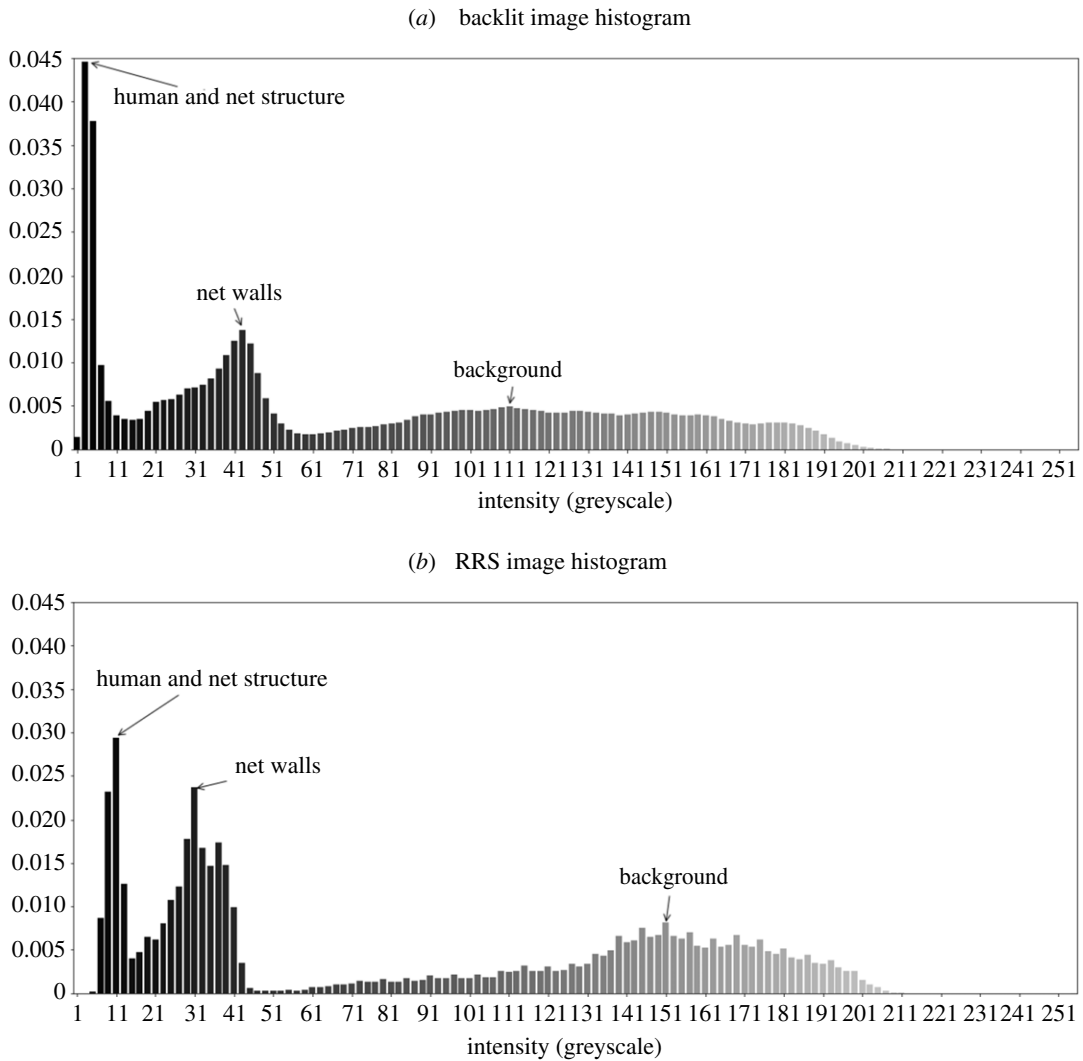 (a) backlit image histogram
0.045
0.040
0.035
0.030
0.025
0.020
0.015
0.010
0.005
0
human and net structure
net walls
background
1 11 21 31 41 51 61 71 81 91 101 111 121 131 141 151 161 171 181 191 201 211 221 231 241 251
intensity (greyscale)
(b) RRS image histogram
0.045
0.040
0.035
0.030
0.025
0.020
0.015
0.010
0.005
0
human and net structure
net walls
background
1 11 21 31 41 51 61 71 81 91 101 111 121 131 141 151 161 171 181 191 201 211 221 231 241 251
intensity (greyscale)